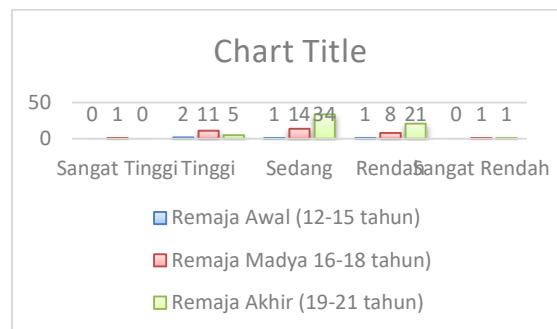 Chart Title
50
0 1 0 2 11 5 1 14 34 1 8 21 0 1 1
0
Sangat Tinggi Tinggi Sedang Rendah Sangat Rendah
Remaja Awal (12-15 tahun)
Remaja Madya 16-18 tahun)
Remaja Akhir (19-21 tahun)